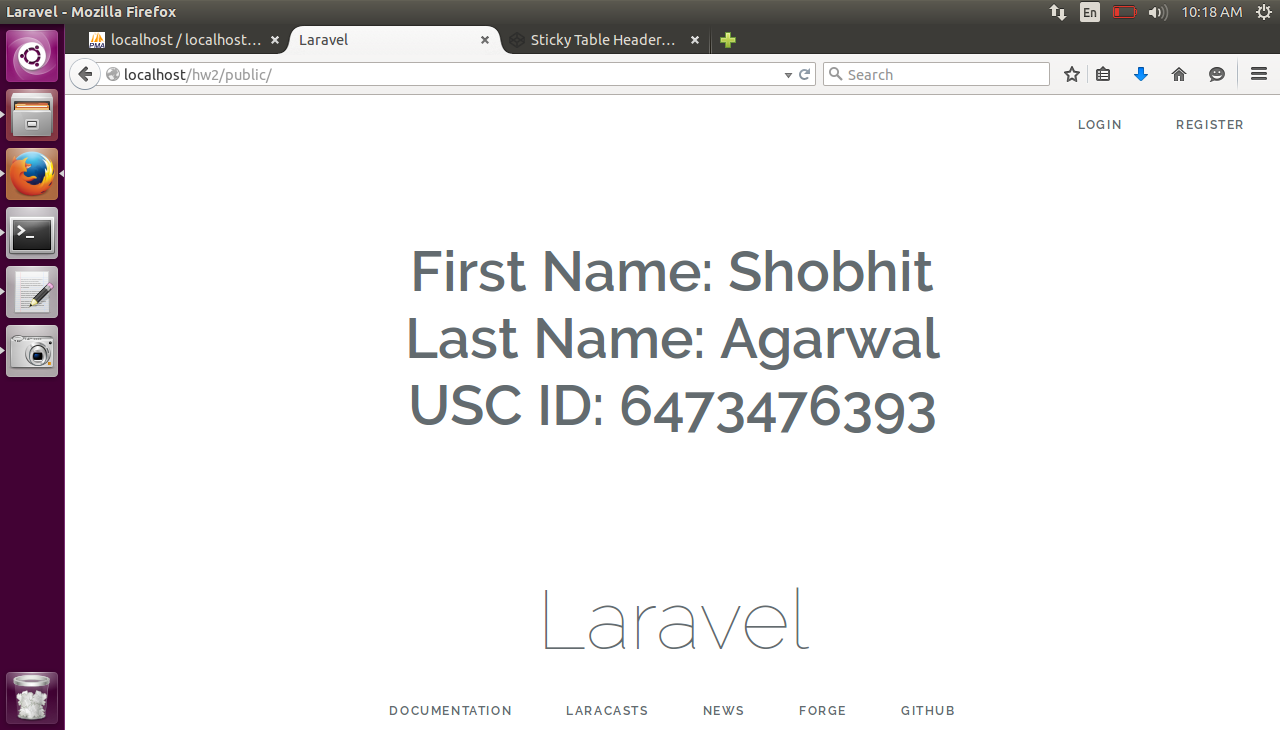 Laravel - Mozilla Firefox
En
10:18 AM
PMA
localhost / localhost...
Laravel
Sticky Table Header...
localhost/hw2/public/
Search
LOGIN
REGISTER
First Name: Shobhit
Last Name: Agarwal
USC ID: 6473476393
Laravel
DOCUMENTATION
LARACASTS
NEWS
FORGE
GITHUB